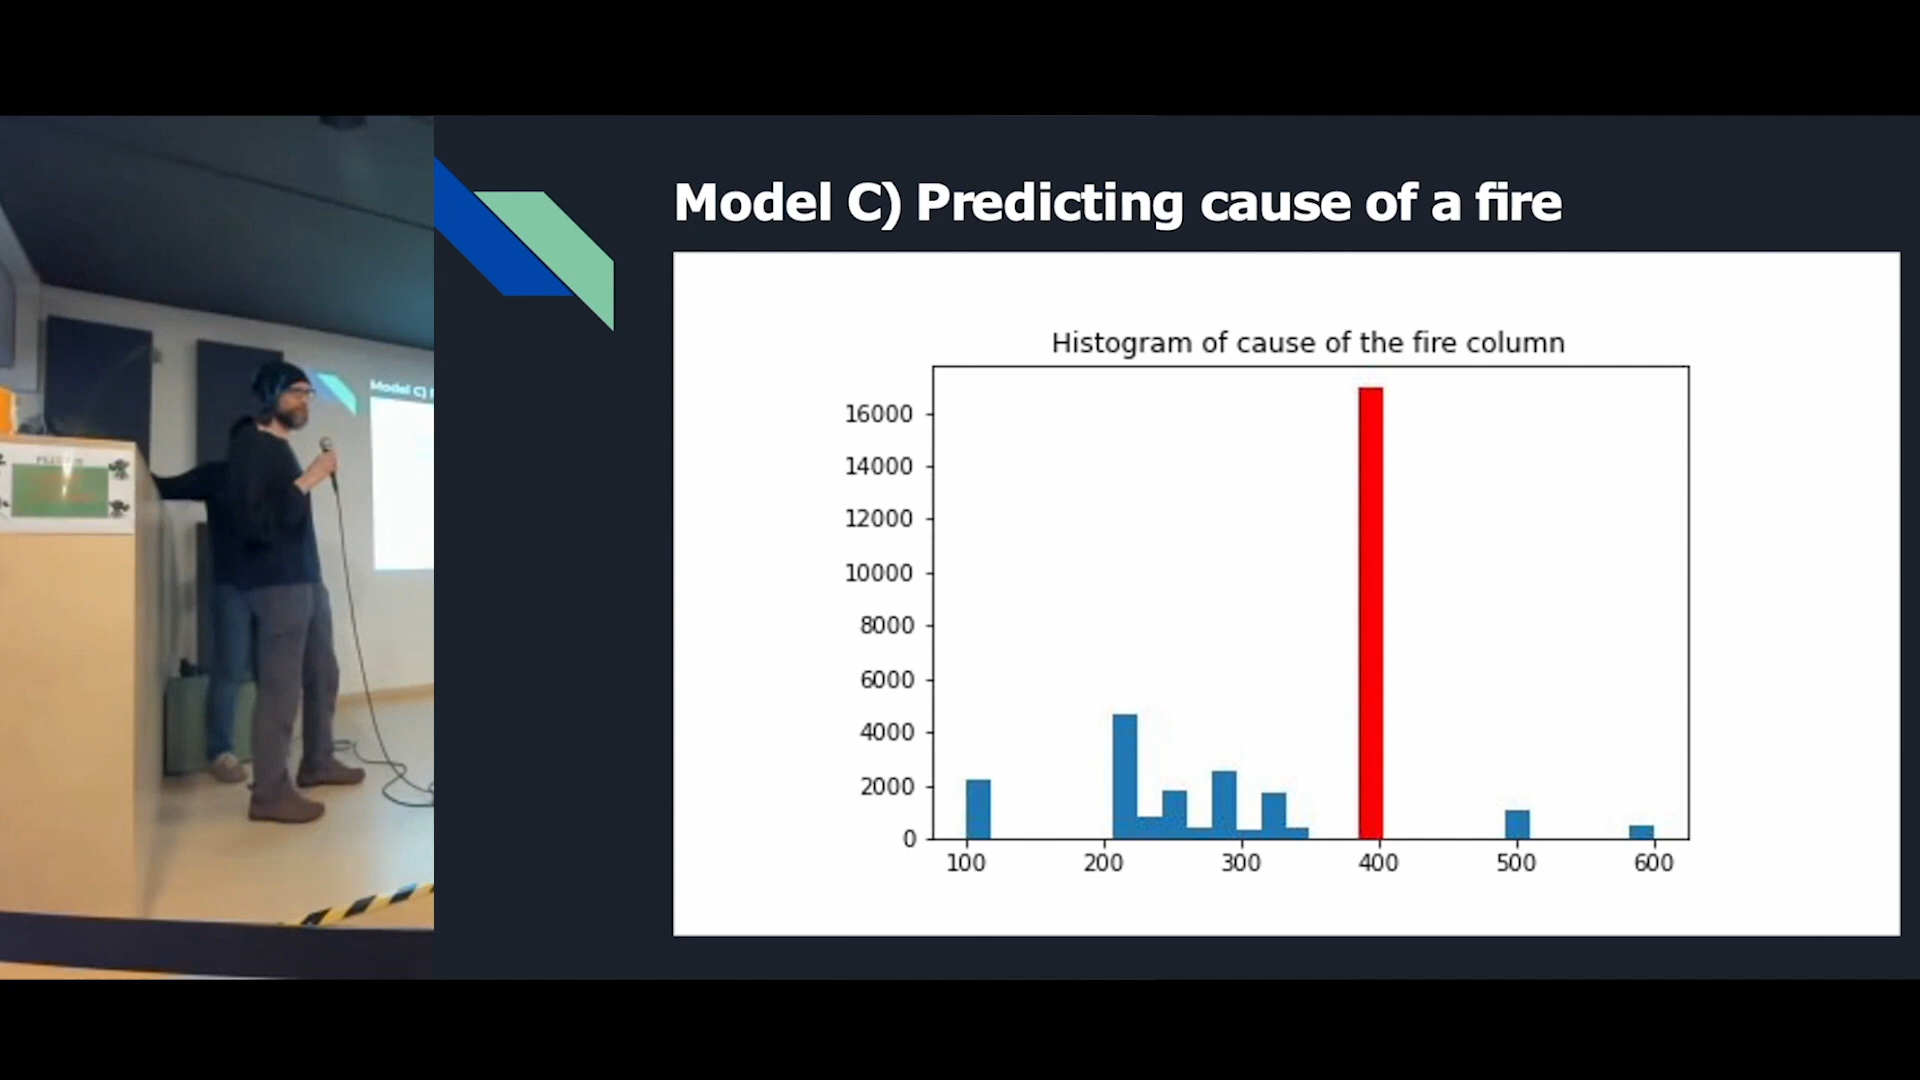 Model C) Predicting cause of a fire
Histogram of cause of the fire column
16000
14000
12000
10000
8000
6000
4000
2000
0
100 200 300 400 500 600
Model C)